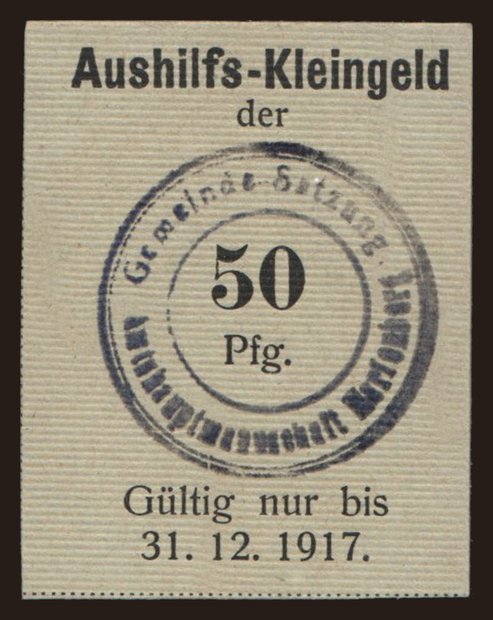 Aushilfs-Kleingeld
der
Gemeinde Satzung.
Amtshauptmannschaft Marienberg
50
Pfg.
Gültig nur bis
31. 12. 1917.